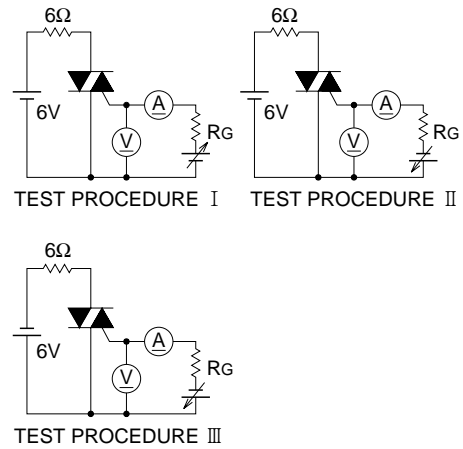 6Ω
6V
A
V
RG
TEST PROCEDURE Ⅰ
6Ω
6V
A
V
RG
TEST PROCEDURE Ⅱ
6Ω
6V
A
V
RG
TEST PROCEDURE Ⅲ